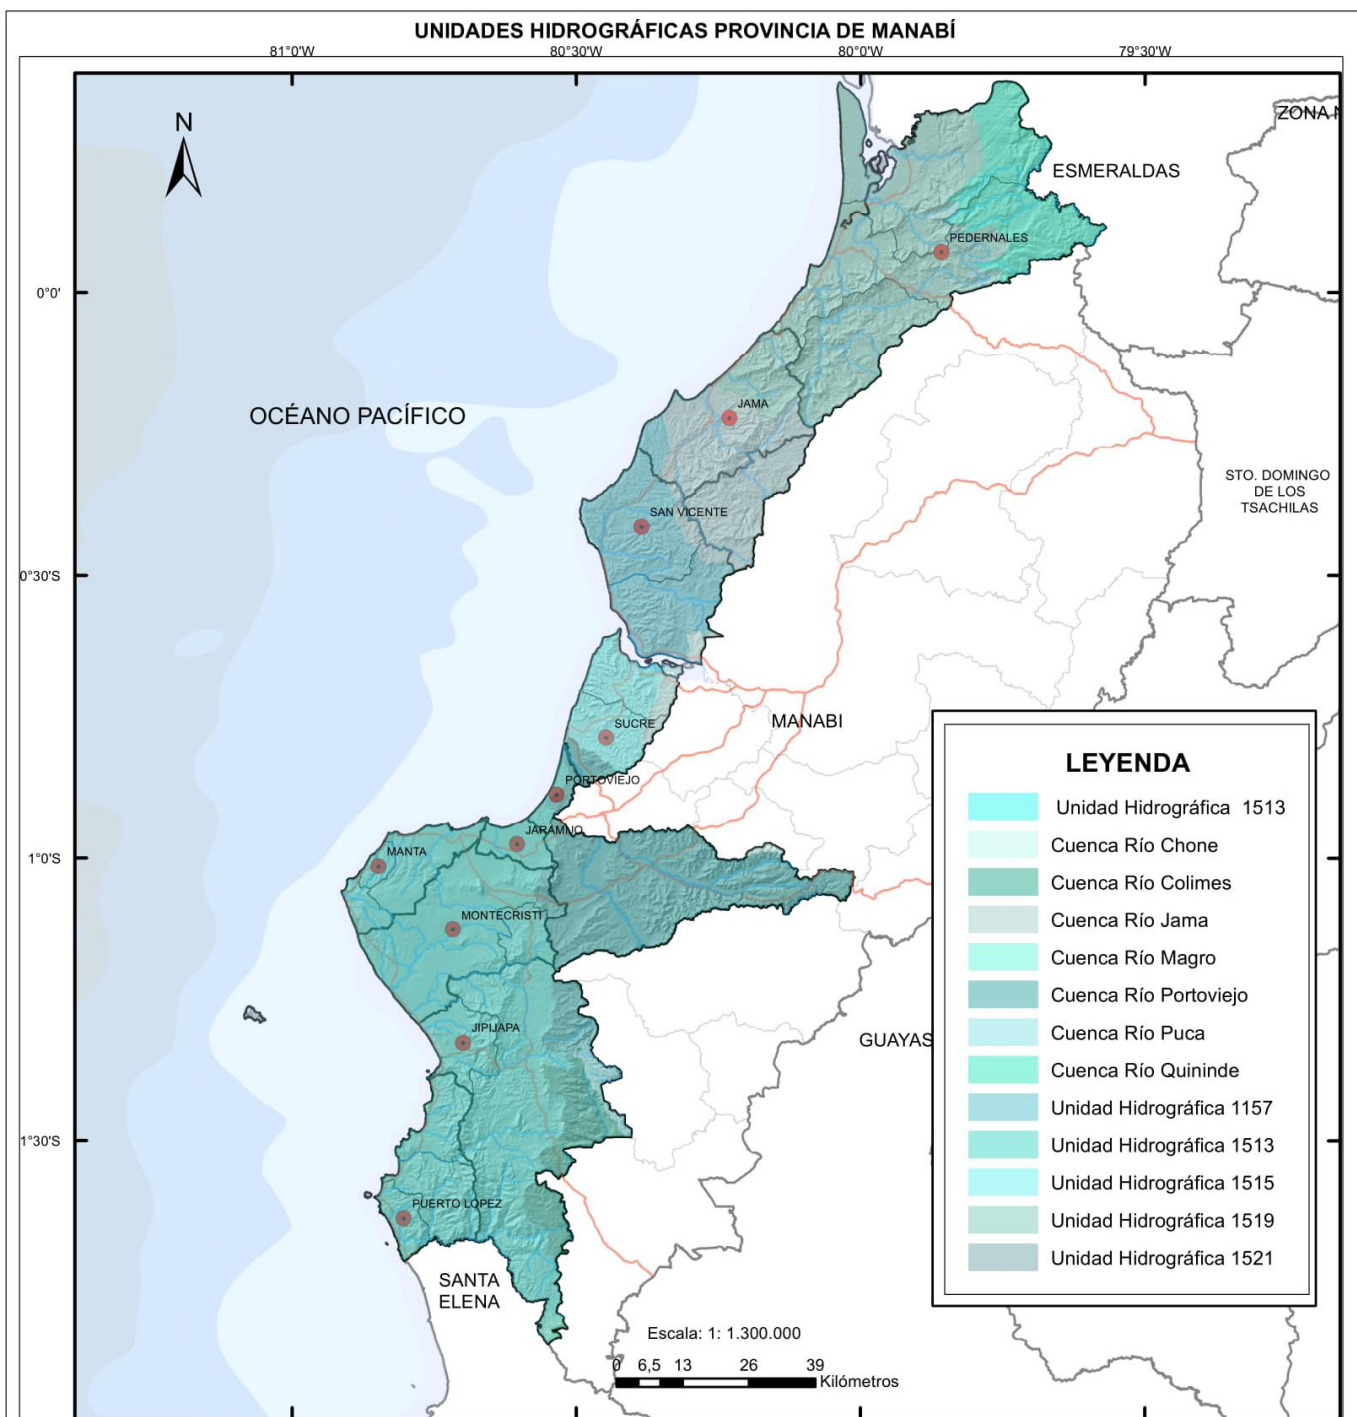 UNIDADES HIDROGRÁFICAS PROVINCIA DE MANABÍ
81°0'W 80°30'W 80°0'W 79°30'W
N
ZONA N
ESMERALDAS
PEDERNALES
0°0'
JAMA
OCÉANO PACÍFICO
STO. DOMINGO
DE LOS
TSACHILAS
SAN VICENTE
0°30'S
SUCRE
MANABI
PORTOVIEJO
JARAMIJO
MANTA
1°0'S
MONTECRISTI
JIPIJAPA
GUAYAS
1°30'S
PUERTO LOPEZ
SANTA
ELENA
LEYENDA
Unidad Hidrográfica 1513
Cuenca Río Chone
Cuenca Río Colimes
Cuenca Río Jama
Cuenca Río Magro
Cuenca Río Portoviejo
Cuenca Río Puca
Cuenca Río Quininde
Unidad Hidrográfica 1157
Unidad Hidrográfica 1513
Unidad Hidrográfica 1515
Unidad Hidrográfica 1519
Unidad Hidrográfica 1521
Escala: 1: 1.300.000
0 6,5 13 26 39
Kilómetros